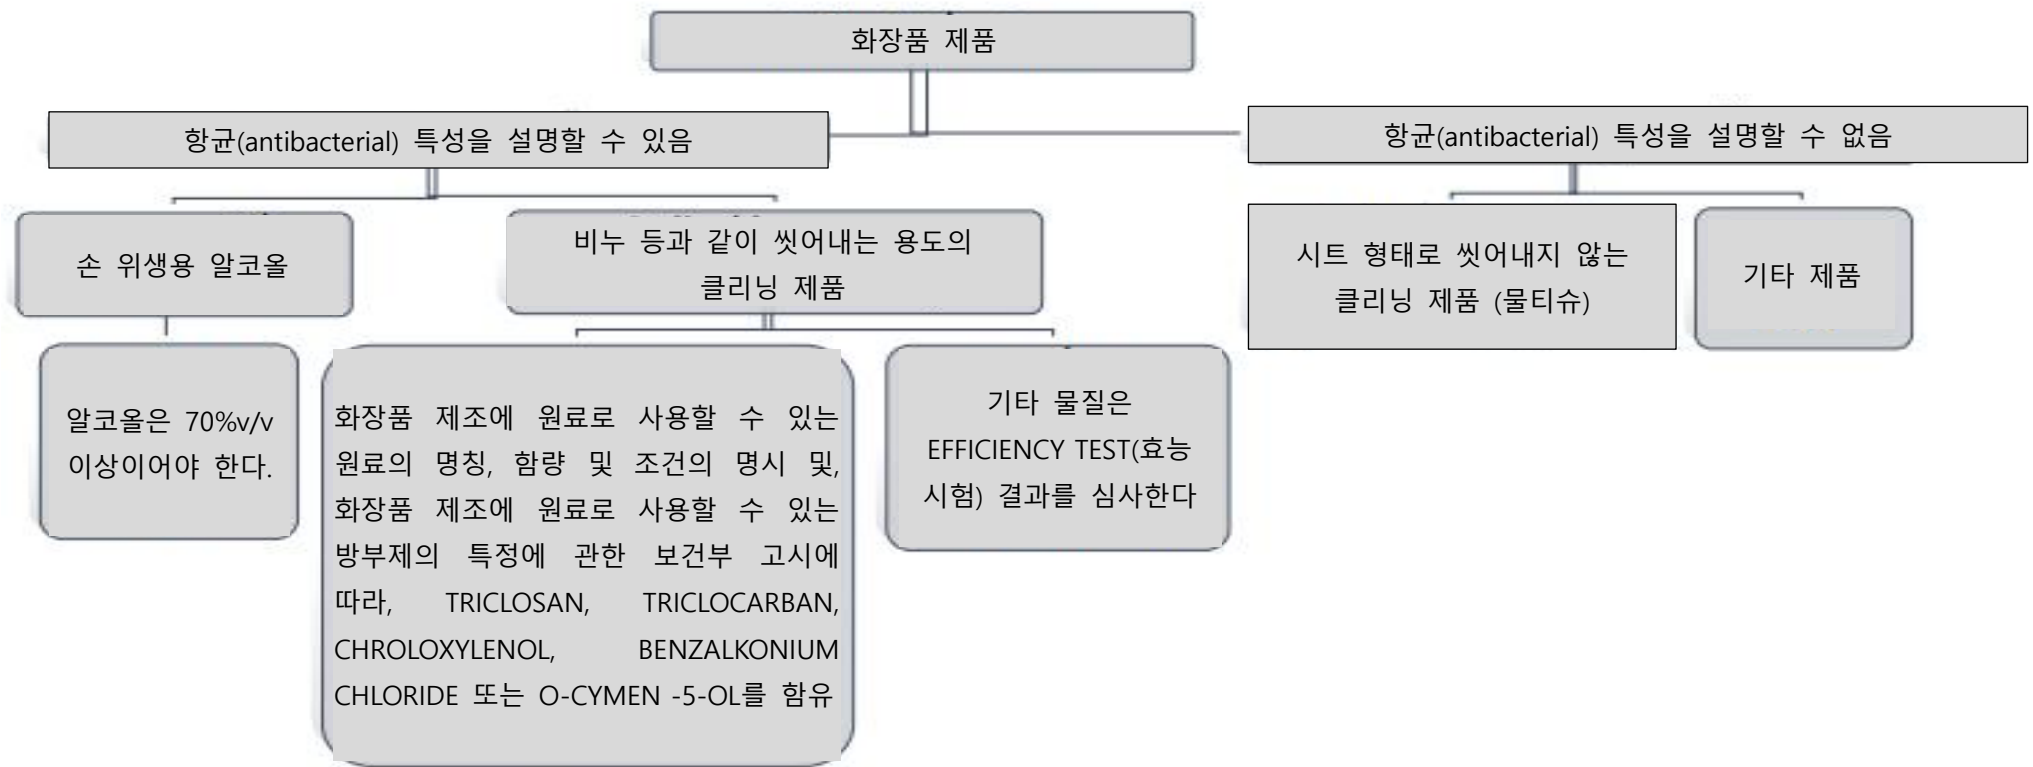 화장품 제품
항균(antibacterial) 특성을 설명할 수 있음
항균(antibacterial) 특성을 설명할 수 없음
손 위생용 알코올
비누 등과 같이 씻어내는 용도의
클리닝 제품
시트 형태로 씻어내지 않는
클리닝 제품 (물티슈)
기타 제품
알코올은 70%v/v
이상이어야 한다.
화장품 제조에 원료로 사용할 수 있는
원료의 명칭, 함량 및 조건의 명시 및,
화장품 제조에 원료로 사용할 수 있는
방부제의 특정에 관한 보건부 고시에
따라, TRICLOSAN, TRICLOCARBAN,
CHROLOXYLENOL, BENZALKONIUM
CHLORIDE 또는 O-CYMEN -5-OL를 함유
기타 물질은
EFFICIENCY TEST(효능
시험) 결과를 심사한다